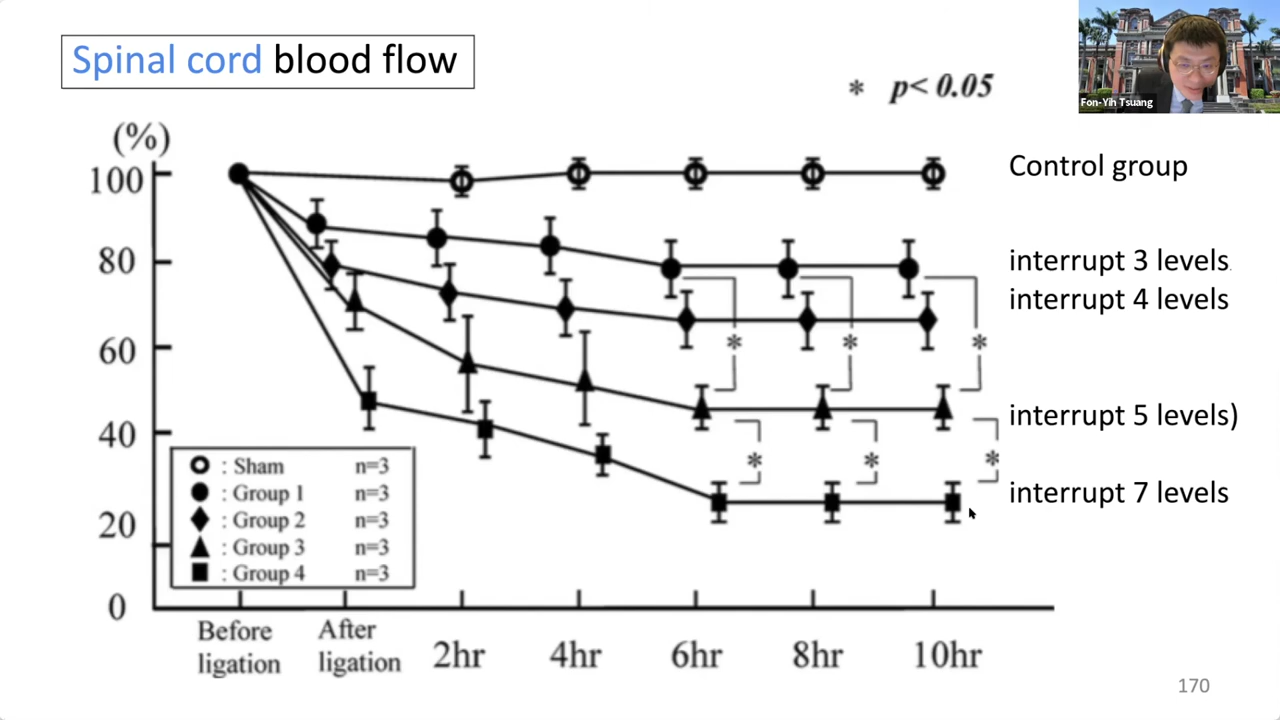 Spinal cord blood flow
* p< 0.05
Fon-Yih Tsuang
(%)
100
80
60
40
20
0
Control group
interrupt 3 levels
interrupt 4 levels
interrupt 5 levels)
interrupt 7 levels
*
*
*
*
*
*
: Sham n=3
: Group 1 n=3
: Group 2 n=3
: Group 3 n=3
: Group 4 n=3
Before
ligation
After
ligation
2hr
4hr
6hr
8hr
10hr
170